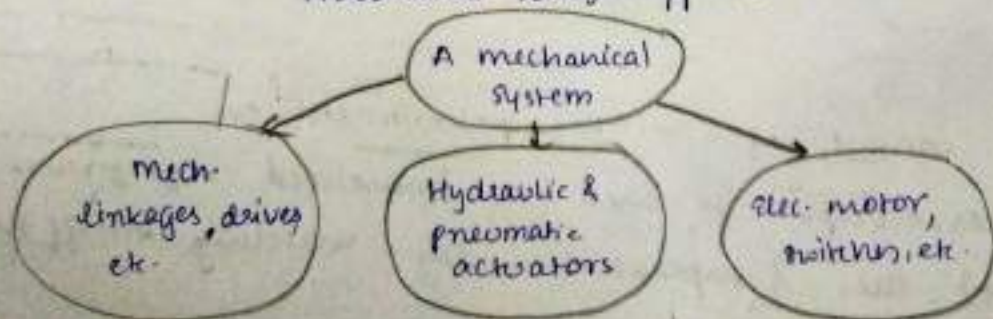 A mechanical
system
Mech.
linkages, drives,
etc.
Hydraulic &
pneumatic
actuators
Elec. motor,
switches, etc.